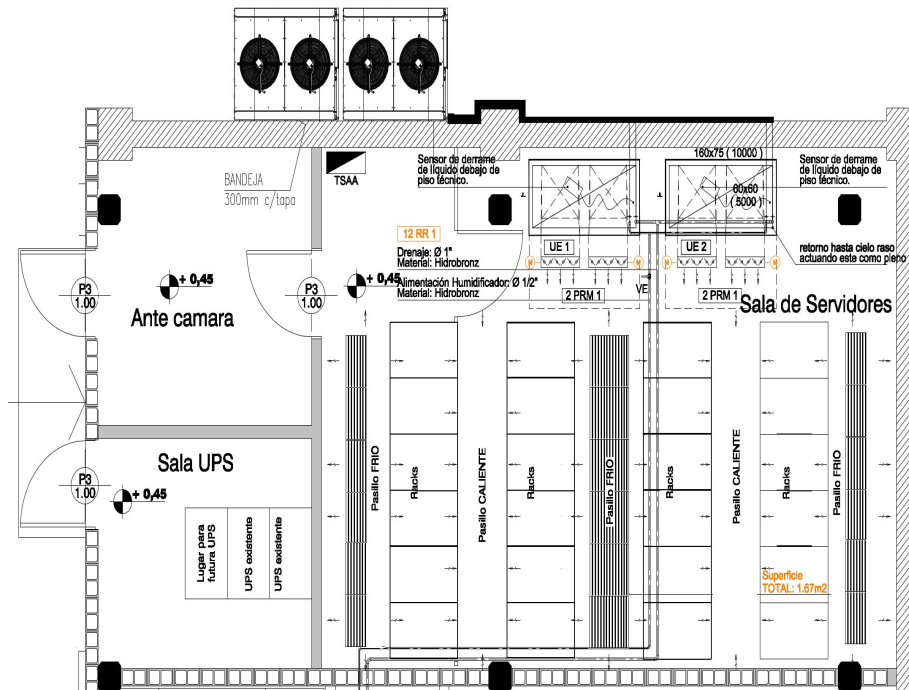 BANDEJA
300mm c/tapa
TSAA
Sensor de derrame
de líquido debajo de
piso técnico.
160x75 ( 10000 )
60x60
( 5000 )
Sensor de derrame
de líquido debajo de
piso técnico.
retorno hasta cielo raso
actuando este como pleno
12 RR 1
Drenaje: Ø 1"
Material: Hidrobronz
Alimentación Humidificador: Ø 1/2"
Material: Hidrobronz
UE 1
UE 2
M
M
M
M
VE
2 PRM 1
2 PRM 1
P3
1.00
+ 0,45
P3
1.00
+ 0,45
Ante camara
Sala de Servidores
Sala UPS
P3
1.00
+ 0,45
Lugar para
futura UPS
UPS existente
UPS existente
Pasillo FRIO
Racks
Pasillo CALIENTE
Racks
Pasillo FRIO
Racks
Pasillo CALIENTE
Racks
Pasillo FRIO
Superficie
TOTAL: 1.67m2